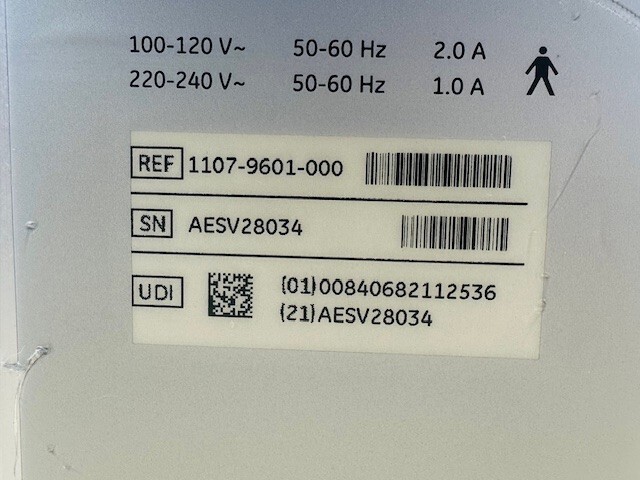 100-120 V~ 50-60 Hz 2.0 A
220-240 V~ 50-60 Hz 1.0 A
REF 1107-9601-000
SN AESV28034
UDI (01)00840682112536
(21)AESV28034